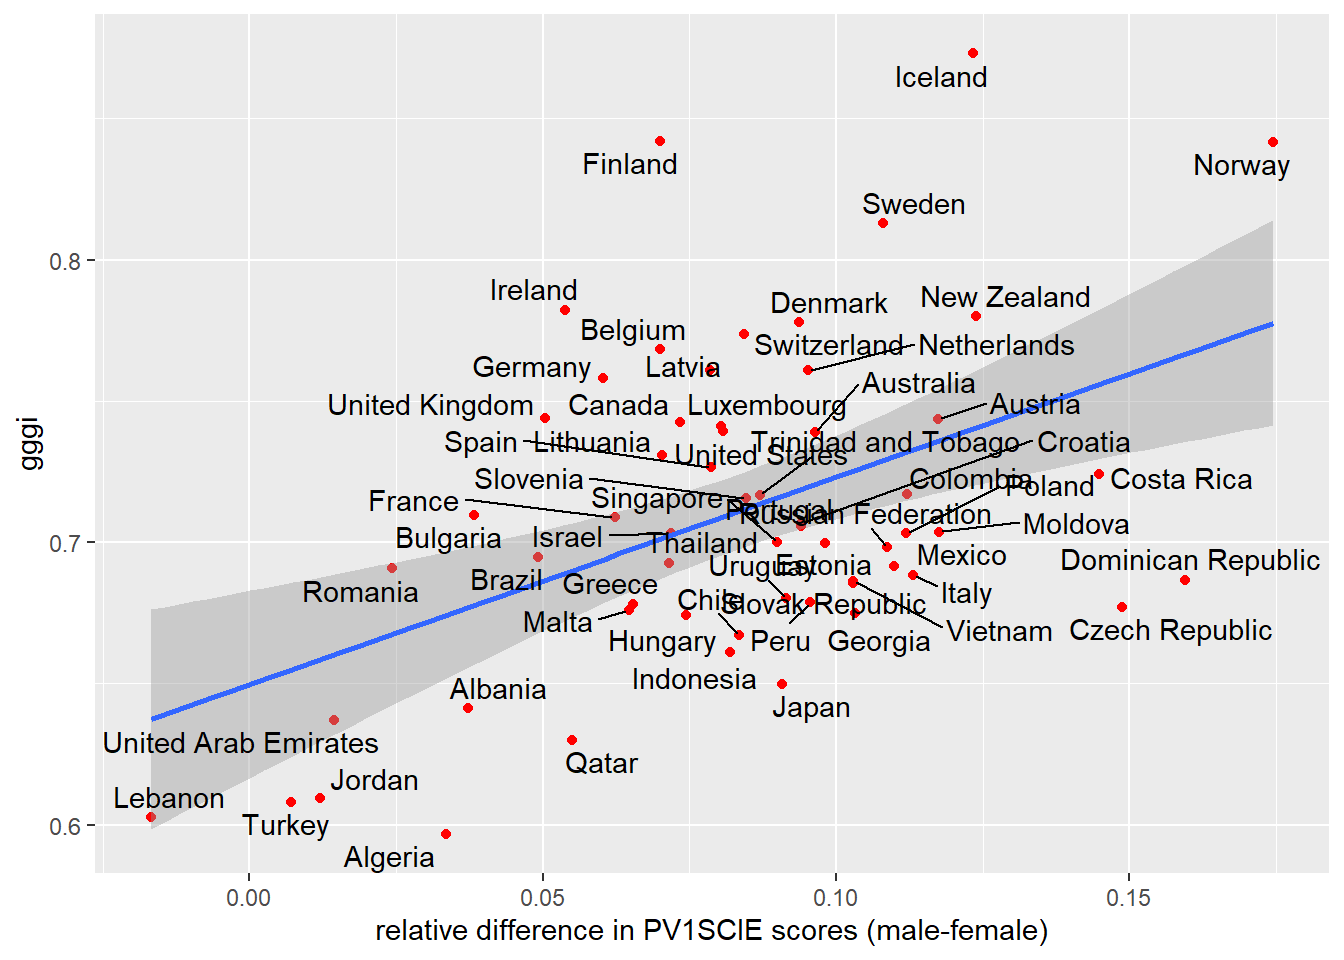 Iceland
Finland
Norway
Sweden
Ireland
Denmark
New Zealand
Belgium
Switzerland
Netherlands
Germany
Latvia
Australia
United Kingdom
Canada
Luxembourg
Austria
Spain
Lithuania
United States
Trinidad and Tobago
Croatia
Slovenia
Colombia
Poland
Costa Rica
France
Singapore
Portugal
Russian Federation
Moldova
Bulgaria
Israel
Thailand
Mexico
Dominican Republic
Romania
Brazil
Greece
Uruguay
Estonia
Italy
Malta
Chile
Slovak Republic
Hungary
Peru
Georgia
Vietnam
Czech Republic
Indonesia
Albania
Japan
United Arab Emirates
Qatar
Jordan
Lebanon
Turkey
Algeria
gggi
0.8
0.7
0.6
0.00
0.05
0.10
0.15
relative difference in PV1SCIE scores (male-female)